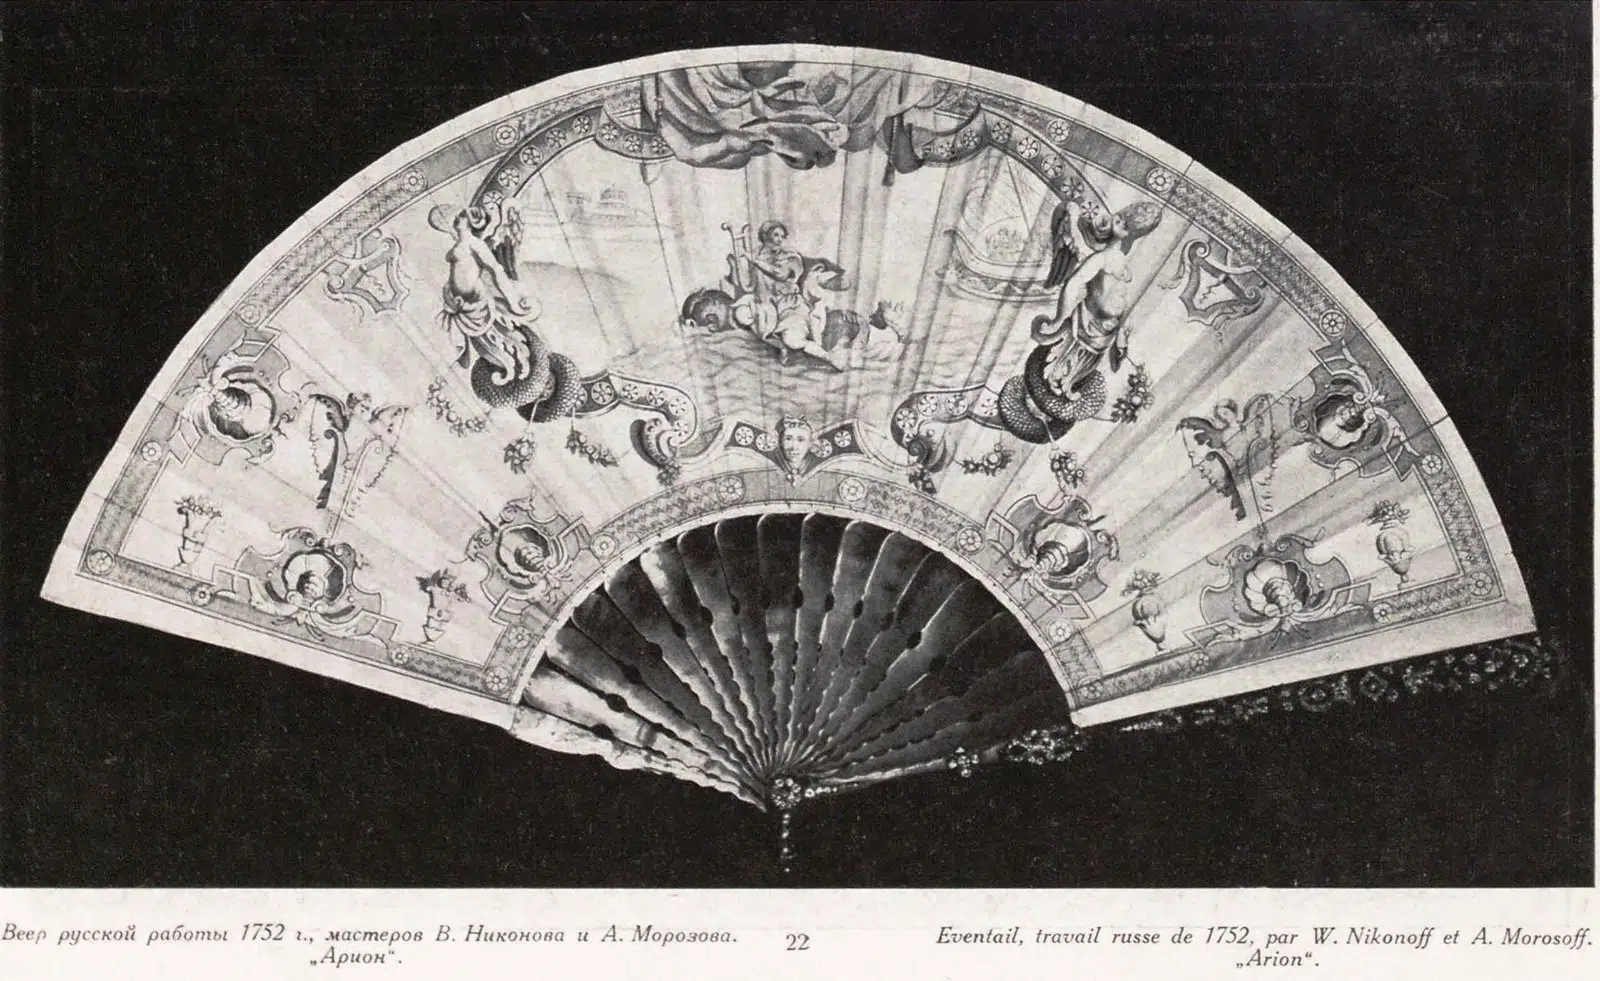 Веер русской работы 1752 г., мастеров В. Никонова и А. Морозова.
„Арион“.
22
Eventail, travail russe de 1752, par W. Nikonoff et A. Morosoff.
„Arion“.